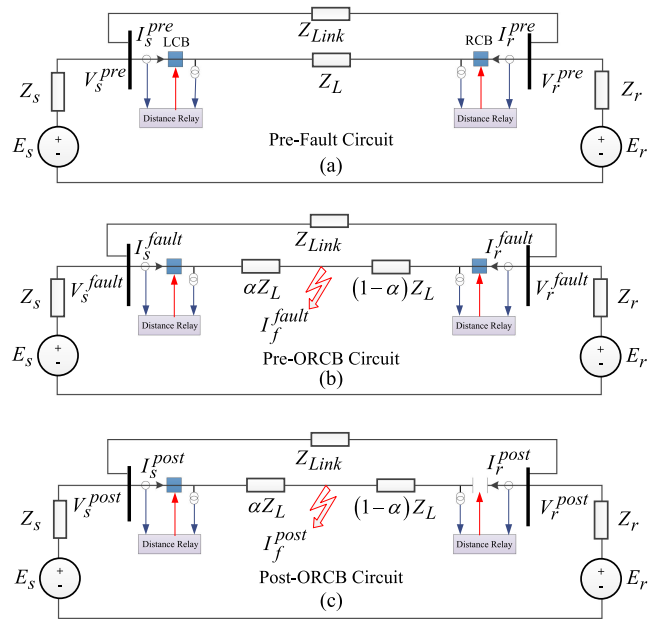 Z_Link
I_s^pre LCB
RCB I_r^pre
V_s^pre Z_L V_r^pre
Z_s Z_r
Distance Relay Distance Relay
E_s Pre-Fault Circuit E_r
+ - + -
(a)
Z_Link
I_s^fault I_r^fault
V_s^fault αZ_L (1−α)Z_L V_r^fault
Z_s Z_r
Distance Relay I_f^fault Distance Relay
E_s Pre-ORCB Circuit E_r
+ - + -
(b)
Z_Link
I_s^post I_r^post
V_s^post αZ_L (1−α)Z_L V_r^post
Z_s Z_r
Distance Relay I_f^post Distance Relay
E_s Post-ORCB Circuit E_r
+ - + -
(c)